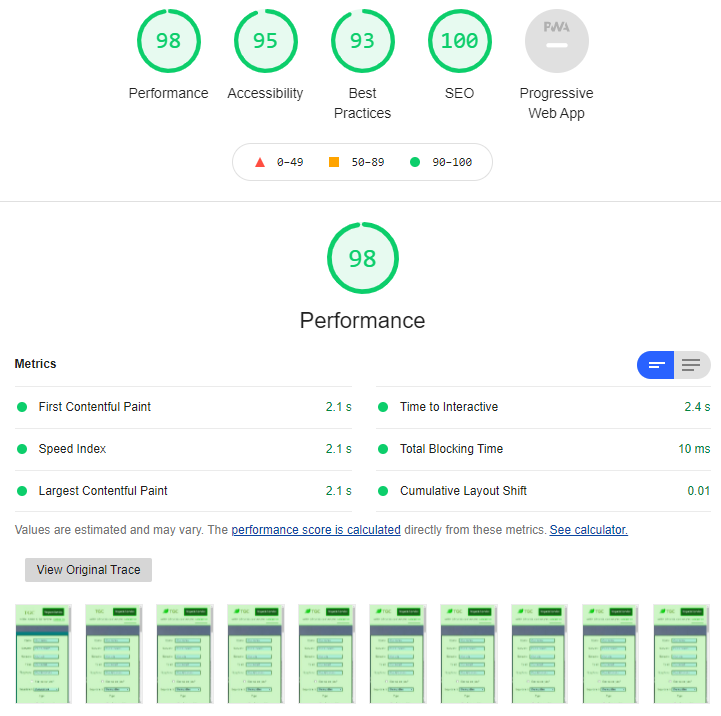 98 95 93 100 PWA
Performance Accessibility Best Practices SEO Progressive Web App
0–49 50–89 90–100
98
Performance
Metrics
First Contentful Paint 2.1 s
Time to Interactive 2.4 s
Speed Index 2.1 s
Total Blocking Time 10 ms
Largest Contentful Paint 2.1 s
Cumulative Layout Shift 0.01
Values are estimated and may vary. The performance score is calculated directly from these metrics. See calculator.
View Original Trace